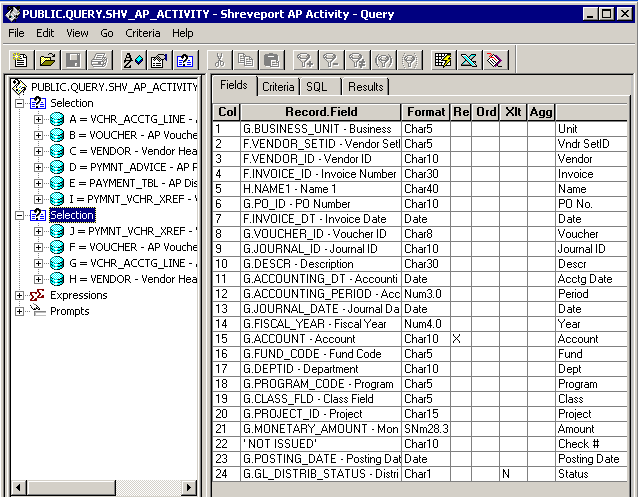 PUBLIC.QUERY.SHV_AP_ACTIVITY - Shreveport AP Activity - Query
File Edit View Go Criteria Help
PUBLIC.QUERY.SHV_AP_ACTIVITY
Selection
A = VCHR_ACCTG_LINE - A
B = VOUCHER - AP Vouche
C = VENDOR - Vendor Hea
D = PYMNT_ADVICE - AP P
E = PAYMENT_TBL - AP Dis
I = PYMNT_VCHR_XREF - V
Selection
J = PYMNT_VCHR_XREF - V
F = VOUCHER - AP Vouche
G = VCHR_ACCTG_LINE - A
H = VENDOR - Vendor Hea
Expressions
Prompts
Fields Criteria SQL Results
Col Record.Field Format Re Ord Xlt Agg
1 G.BUSINESS_UNIT - Business Char5 Unit
2 F.VENDOR_SETID - Vendor Setl Char5 Vndr SetID
3 F.VENDOR_ID - Vendor ID Char10 Vendor
4 F.INVOICE_ID - Invoice Number Char30 Invoice
5 H.NAME1 - Name 1 Char40 Name
6 G.PO_ID - PO Number Char10 PO No.
7 F.INVOICE_DT - Invoice Date Date Date
8 G.VOUCHER_ID - Voucher ID Char8 Voucher
9 G.JOURNAL_ID - Journal ID Char10 Journal ID
10 G.DESCR - Description Char30 Descr
11 G.ACCOUNTING_DT - Accounti Date Acctg Date
12 G.ACCOUNTING_PERIOD - Acc Num3.0 Period
13 G.JOURNAL_DATE - Journal Da Date Date
14 G.FISCAL_YEAR - Fiscal Year Num4.0 Year
15 G.ACCOUNT - Account Char10 X Account
16 G.FUND_CODE - Fund Code Char5 Fund
17 G.DEPTID - Department Char10 Dept
18 G.PROGRAM_CODE - Program Char5 Program
19 G.CLASS_FLD - Class Field Char5 Class
20 G.PROJECT_ID - Project Char15 Project
21 G.MONETARY_AMOUNT - Mon SNm28.3 Amount
22 'NOT ISSUED' Char10 Check #
23 G.POSTING_DATE - Posting Dat Date Posting Date
24 G.GL_DISTRIB_STATUS - Distri Char1 N Status